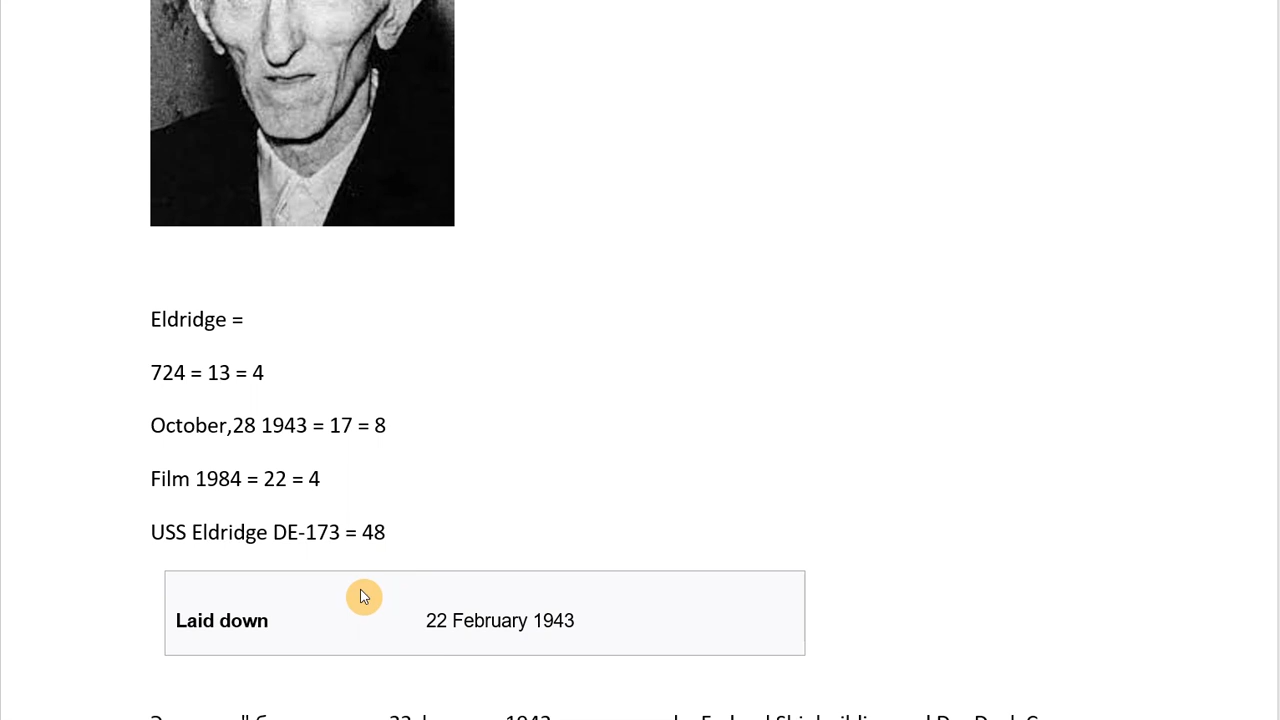 Eldridge =
724 = 13 = 4
October,28 1943 = 17 = 8
Film 1984 = 22 = 4
USS Eldridge DE-173 = 48
Laid down 22 February 1943